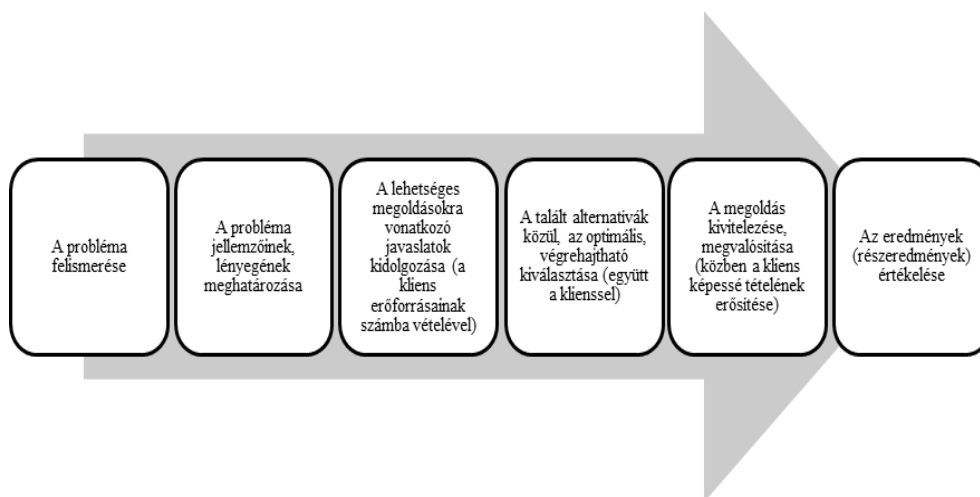 A probléma
felismerése
A probléma
jellemzőinek,
lényegének
meghatározása
A lehetséges
megoldásokra
vonatkozó
javaslatok
kidolgozása (a
kliens
erőforrásainak
számba vételével)
A talált alternatívák
közül, az optimális,
végrehajtható
kiválasztása (együtt
a klienssel)
A megoldás
kivitelezése,
megvalósítása
(közben a kliens
képessé tételének
erősítése)
Az eredmények
(részeredmények)
értékelése